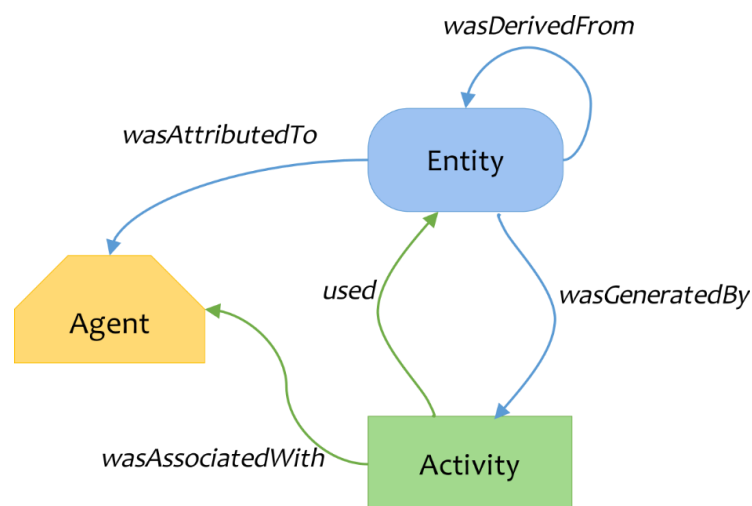 wasDerivedFrom
wasAttributedTo
Entity
used
wasGeneratedBy
Agent
wasAssociatedWith
Activity